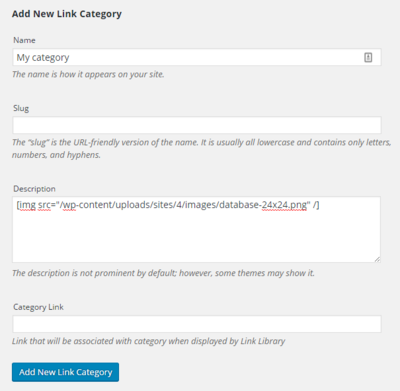 Add New Link Category
Name
My category
The name is how it appears on your site.
Slug
The “slug” is the URL-friendly version of the name. It is usually all lowercase and contains only letters,
numbers, and hyphens.
Description
[img src="/wp-content/uploads/sites/4/images/database-24x24.png" /]
The description is not prominent by default; however, some themes may show it.
Category Link
Link that will be associated with category when displayed by Link Library
Add New Link Category